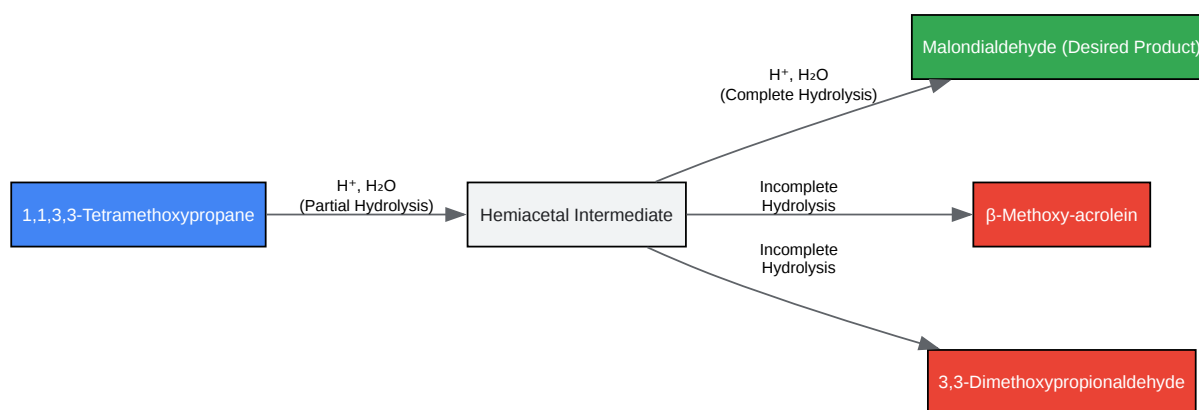 1,1,3,3-Tetramethoxypropane
H⁺, H₂O
(Partial Hydrolysis)
Hemiacetal Intermediate
H⁺, H₂O
(Complete Hydrolysis)
Malondialdehyde (Desired Product)
Incomplete
Hydrolysis
β-Methoxy-acrolein
Incomplete
Hydrolysis
3,3-Dimethoxypropionaldehyde